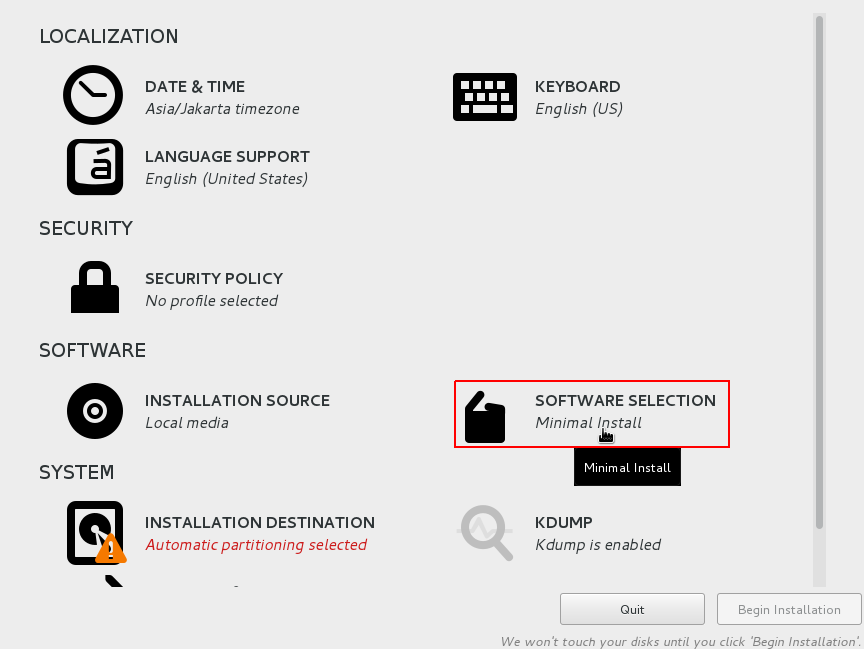 LOCALIZATION
DATE & TIME
Asia/Jakarta timezone
KEYBOARD
English (US)
LANGUAGE SUPPORT
English (United States)
SECURITY
SECURITY POLICY
No profile selected
SOFTWARE
INSTALLATION SOURCE
Local media
SOFTWARE SELECTION
Minimal Install
Minimal Install
SYSTEM
INSTALLATION DESTINATION
Automatic partitioning selected
KDUMP
Kdump is enabled
Quit
Begin Installation
We won't touch your disks until you click 'Begin Installation'.